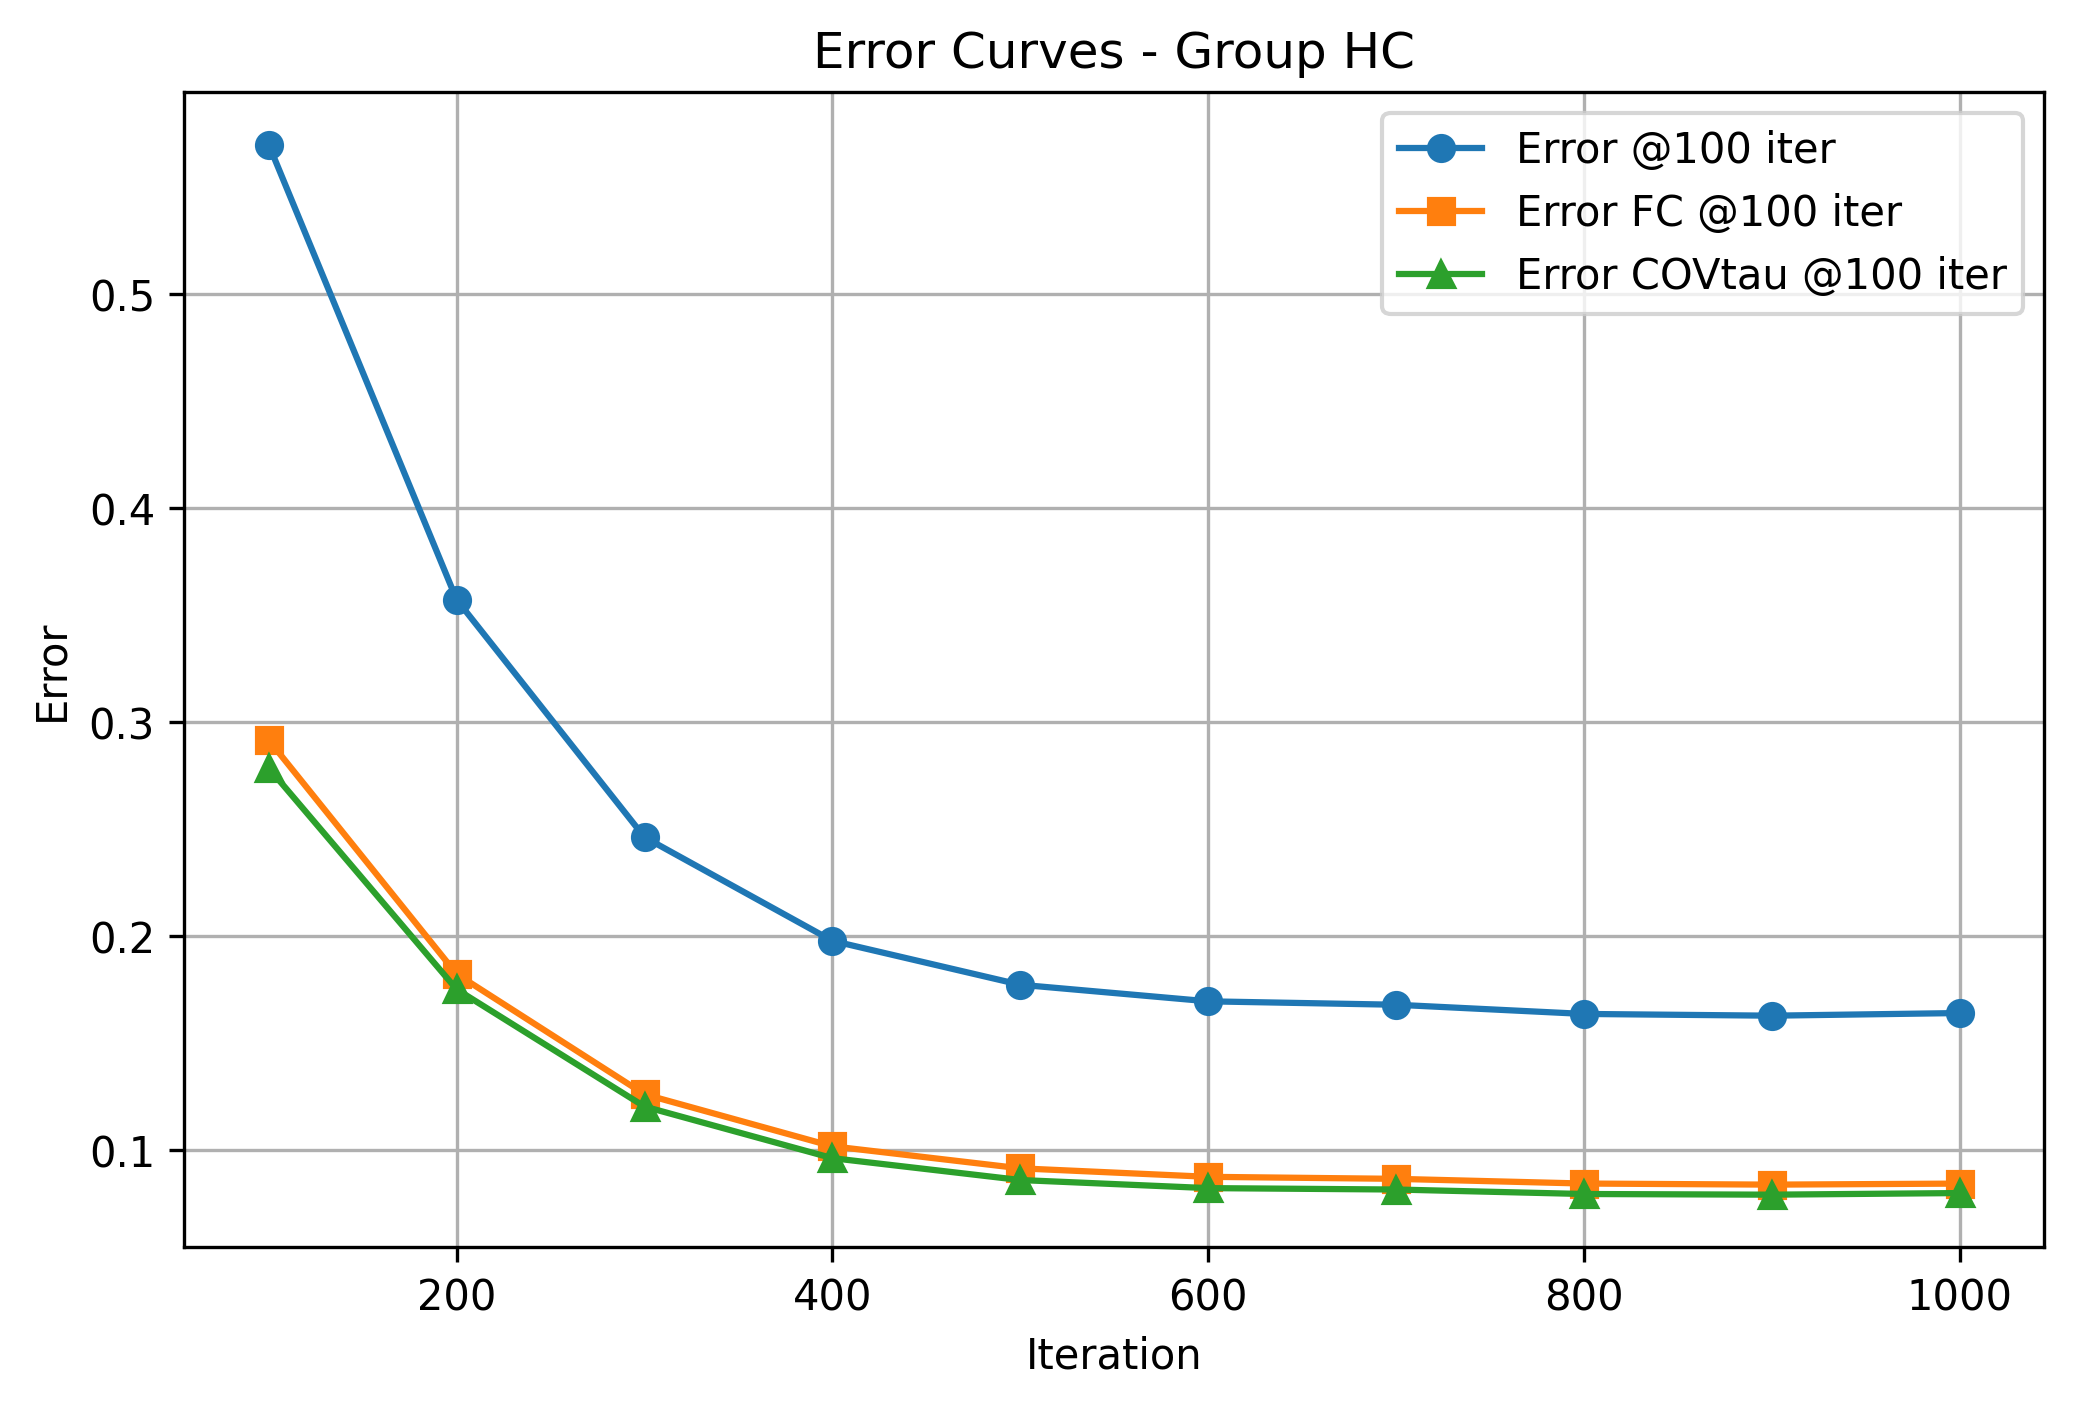 Error Curves - Group HC
Error @100 iter
Error FC @100 iter
Error COVtau @100 iter
0.5
0.4
0.3
0.2
0.1
Error
200 400 600 800 1000
Iteration